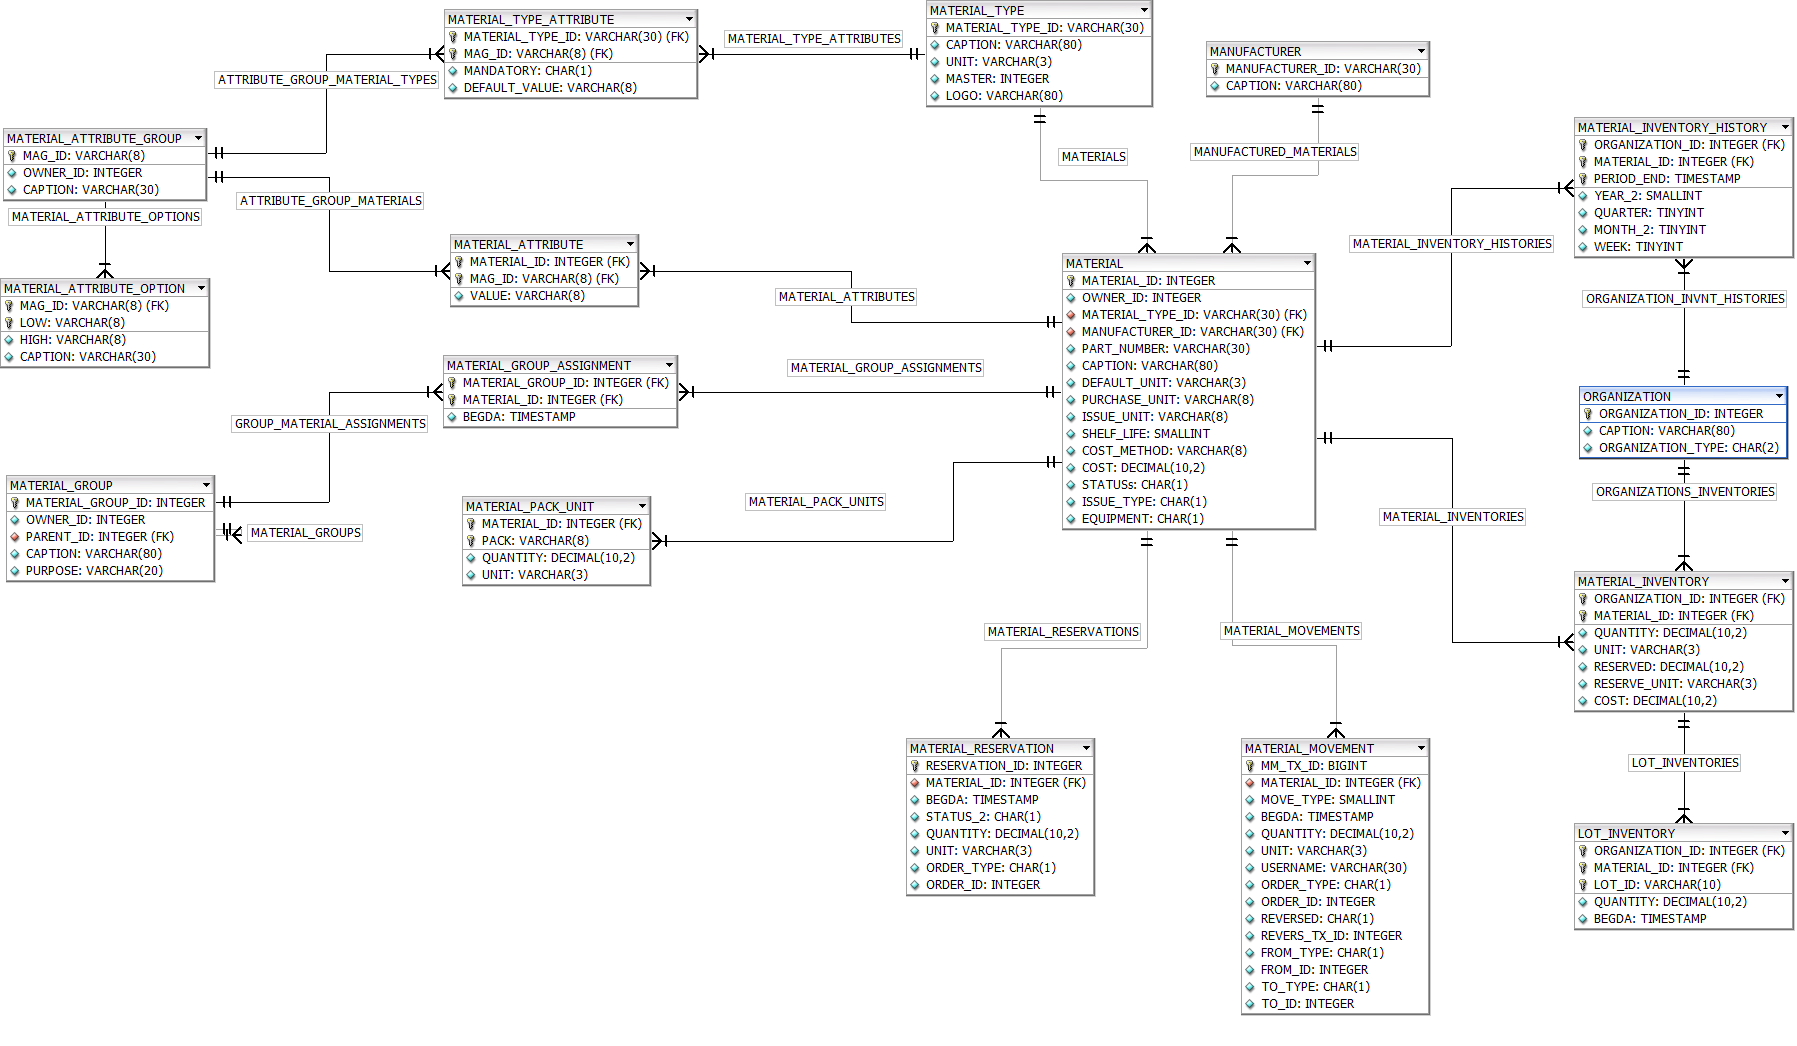 MATERIAL_TYPE_ATTRIBUTE
MATERIAL_TYPE_ID: VARCHAR(30) (FK)
MAG_ID: VARCHAR(8) (FK)
MANDATORY: CHAR(1)
DEFAULT_VALUE: VARCHAR(8)
MATERIAL_TYPE_ATTRIBUTES
MATERIAL_TYPE
MATERIAL_TYPE_ID: VARCHAR(30)
CAPTION: VARCHAR(80)
UNIT: VARCHAR(3)
MASTER: INTEGER
LOGO: VARCHAR(80)
MANUFACTURER
MANUFACTURER_ID: VARCHAR(30)
CAPTION: VARCHAR(80)
ATTRIBUTE_GROUP_MATERIAL_TYPES
MATERIAL_ATTRIBUTE_GROUP
MAG_ID: VARCHAR(8)
OWNER_ID: INTEGER
CAPTION: VARCHAR(30)
MATERIALS
MANUFACTURED_MATERIALS
MATERIAL_INVENTORY_HISTORY
ORGANIZATION_ID: INTEGER (FK)
MATERIAL_ID: INTEGER (FK)
PERIOD_END: TIMESTAMP
YEAR_2: SMALLINT
QUARTER: TINYINT
MONTH_2: TINYINT
WEEK: TINYINT
MATERIAL_ATTRIBUTE_OPTIONS
ATTRIBUTE_GROUP_MATERIALS
MATERIAL_ATTRIBUTE_OPTION
MAG_ID: VARCHAR(8) (FK)
LOW: VARCHAR(8)
HIGH: VARCHAR(8)
CAPTION: VARCHAR(30)
MATERIAL_ATTRIBUTE
MATERIAL_ID: INTEGER (FK)
MAG_ID: VARCHAR(8) (FK)
VALUE: VARCHAR(8)
MATERIAL_ATTRIBUTES
MATERIAL
MATERIAL_ID: INTEGER
OWNER_ID: INTEGER
MATERIAL_TYPE_ID: VARCHAR(30) (FK)
MANUFACTURER_ID: VARCHAR(30) (FK)
PART_NUMBER: VARCHAR(30)
CAPTION: VARCHAR(80)
DEFAULT_UNIT: VARCHAR(3)
PURCHASE_UNIT: VARCHAR(8)
ISSUE_UNIT: VARCHAR(8)
SHELF_LIFE: SMALLINT
COST_METHOD: VARCHAR(8)
COST: DECIMAL(10,2)
STATUSs: CHAR(1)
ISSUE_TYPE: CHAR(1)
EQUIPMENT: CHAR(1)
MATERIAL_INVENTORY_HISTORIES
ORGANIZATION_INVNT_HISTORIES
MATERIAL_GROUP_ASSIGNMENT
MATERIAL_GROUP_ID: INTEGER (FK)
MATERIAL_ID: INTEGER (FK)
BEGDA: TIMESTAMP
MATERIAL_GROUP_ASSIGNMENTS
GROUP_MATERIAL_ASSIGNMENTS
ORGANIZATION
ORGANIZATION_ID: INTEGER
CAPTION: VARCHAR(80)
ORGANIZATION_TYPE: CHAR(2)
MATERIAL_GROUP
MATERIAL_GROUP_ID: INTEGER
OWNER_ID: INTEGER
PARENT_ID: INTEGER (FK)
CAPTION: VARCHAR(80)
PURPOSE: VARCHAR(20)
MATERIAL_GROUPS
MATERIAL_PACK_UNIT
MATERIAL_ID: INTEGER (FK)
PACK: VARCHAR(8)
QUANTITY: DECIMAL(10,2)
UNIT: VARCHAR(3)
MATERIAL_PACK_UNITS
MATERIAL_INVENTORIES
ORGANIZATIONS_INVENTORIES
MATERIAL_INVENTORY
ORGANIZATION_ID: INTEGER (FK)
MATERIAL_ID: INTEGER (FK)
QUANTITY: DECIMAL(10,2)
UNIT: VARCHAR(3)
RESERVED: DECIMAL(10,2)
RESERVE_UNIT: VARCHAR(3)
COST: DECIMAL(10,2)
MATERIAL_RESERVATIONS
MATERIAL_MOVEMENTS
MATERIAL_RESERVATION
RESERVATION_ID: INTEGER
MATERIAL_ID: INTEGER (FK)
BEGDA: TIMESTAMP
STATUS_2: CHAR(1)
QUANTITY: DECIMAL(10,2)
UNIT: VARCHAR(3)
ORDER_TYPE: CHAR(1)
ORDER_ID: INTEGER
MATERIAL_MOVEMENT
MM_TX_ID: BIGINT
MATERIAL_ID: INTEGER (FK)
MOVE_TYPE: SMALLINT
BEGDA: TIMESTAMP
QUANTITY: DECIMAL(10,2)
UNIT: VARCHAR(3)
USERNAME: VARCHAR(30)
ORDER_TYPE: CHAR(1)
ORDER_ID: INTEGER
REVERSED: CHAR(1)
REVERS_TX_ID: INTEGER
FROM_TYPE: CHAR(1)
FROM_ID: INTEGER
TO_TYPE: CHAR(1)
TO_ID: INTEGER
LOT_INVENTORIES
LOT_INVENTORY
ORGANIZATION_ID: INTEGER (FK)
MATERIAL_ID: INTEGER (FK)
LOT_ID: VARCHAR(10)
QUANTITY: DECIMAL(10,2)
BEGDA: TIMESTAMP